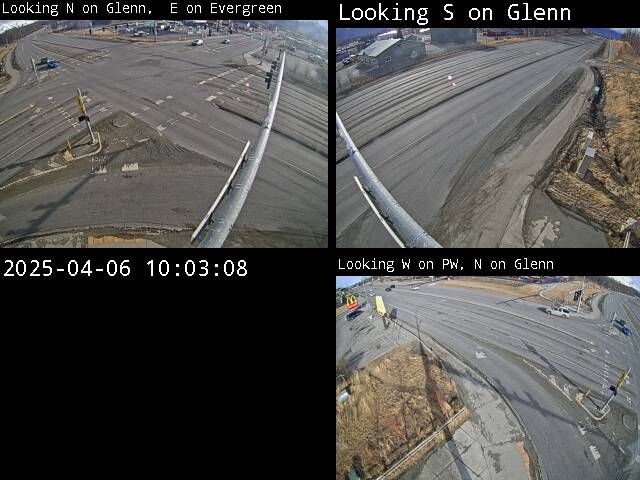 Looking N on Glenn,  E on Evergreen
Looking S on Glenn
2025-04-06 10:03:08
Looking W on PW, N on Glenn